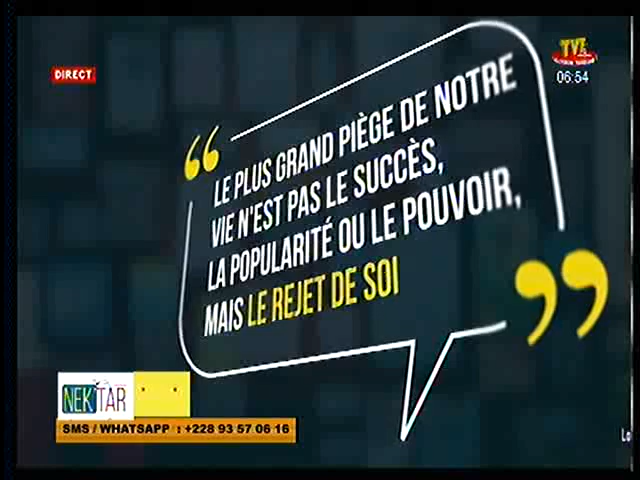 DIRECT
TVT
06:54
“
LE PLUS GRAND PIÈGE DE NOTRE
VIE N'EST PAS LE SUCCÈS,
LA POPULARITÉ OU LE POUVOIR,
MAIS LE REJET DE SOI
”
NEKTAR
SMS / WHATSAPP : +228 93 57 06 16